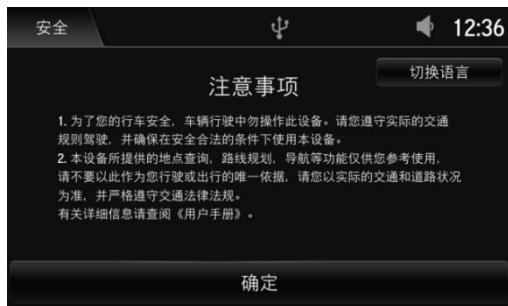 安全
12:36
切换语言
注意事项
1. 为了您的行车安全，车辆行驶中勿操作此设备。请您遵守实际的交通
规则驾驶，并确保在安全合法的条件下使用本设备。
2. 本设备所提供的地点查询，路线规划，导航等功能仅供您参考使用，
请不要以此作为您行驶或出行的唯一依据，请您以实际的交通和道路状况
为准，并严格遵守交通法律法规。
有关详细信息请查阅《用户手册》。
确定